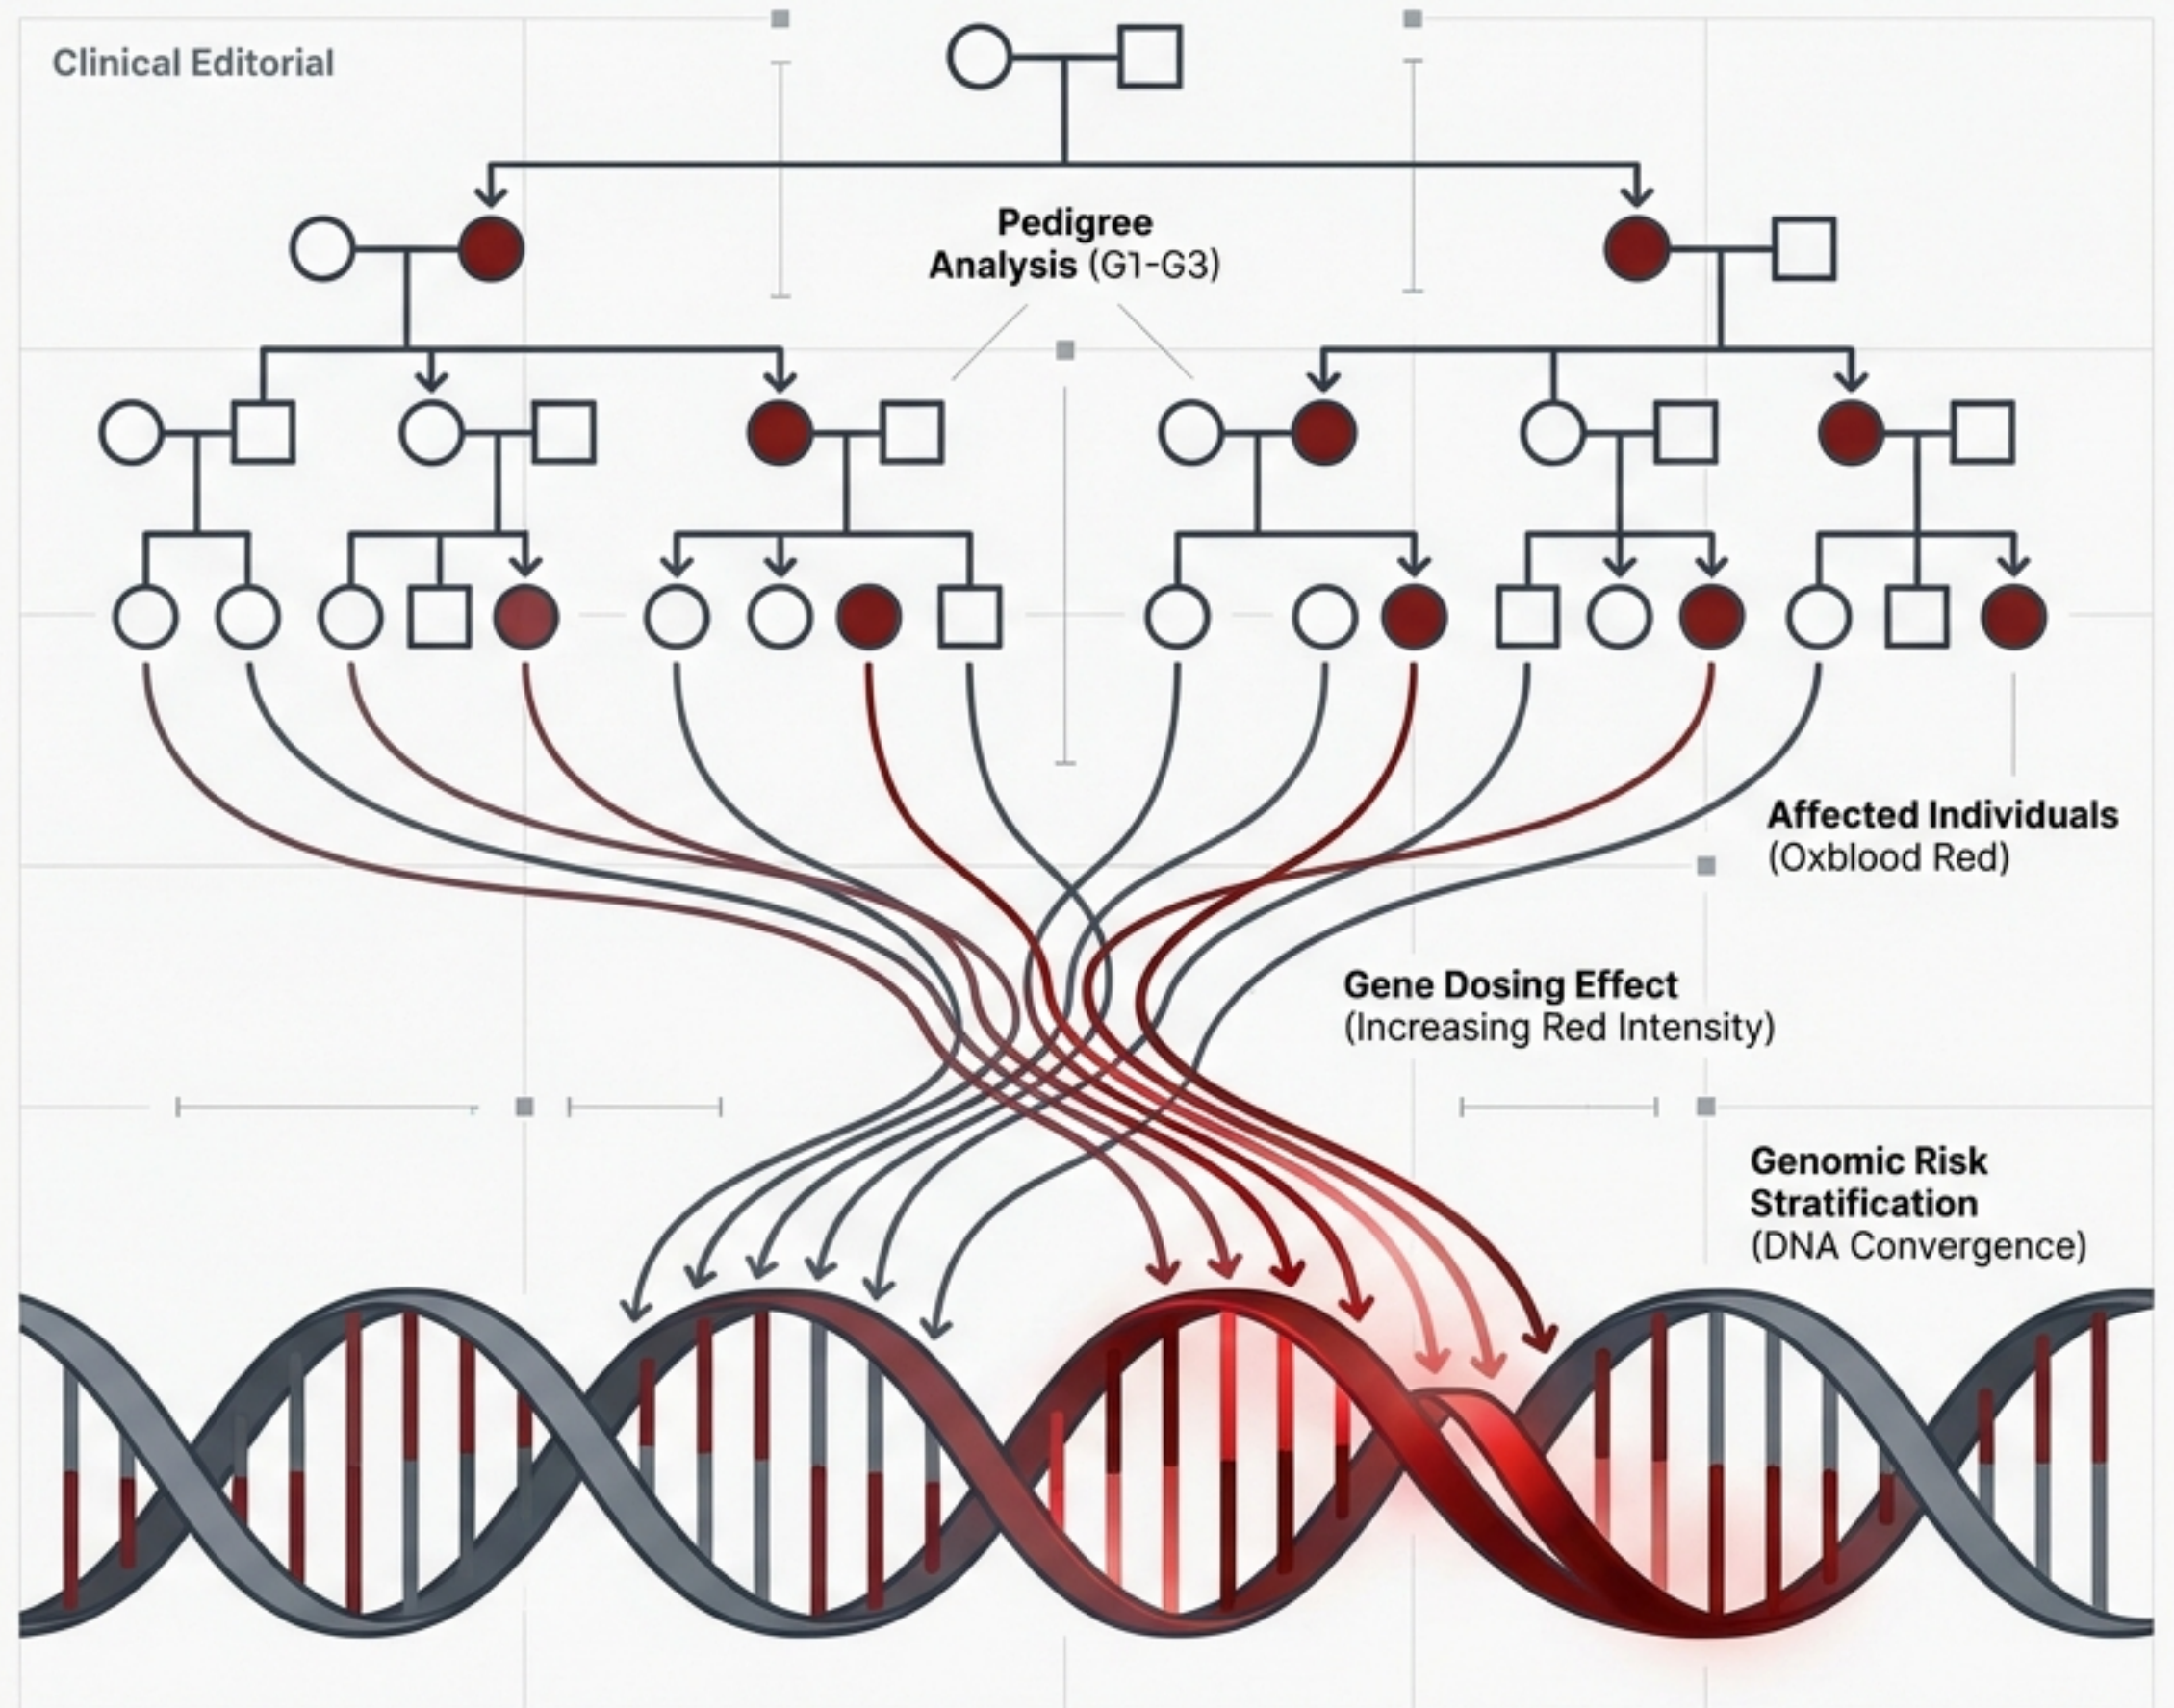 Clinical Editorial
Pedigree
Analysis (G1-G3)
Affected Individuals
(Oxblood Red)
Gene Dosing Effect
(Increasing Red Intensity)
Genomic Risk
Stratification
(DNA Convergence)